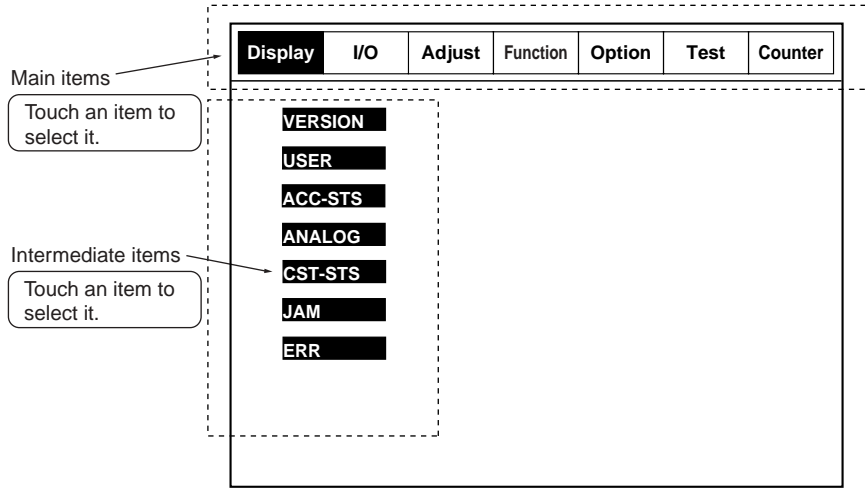 Display I/O Adjust Function Option Test Counter
Main items
Touch an item to
select it.
VERSION
USER
ACC-STS
ANALOG
Intermediate items
CST-STS
Touch an item to
select it.
JAM
ERR